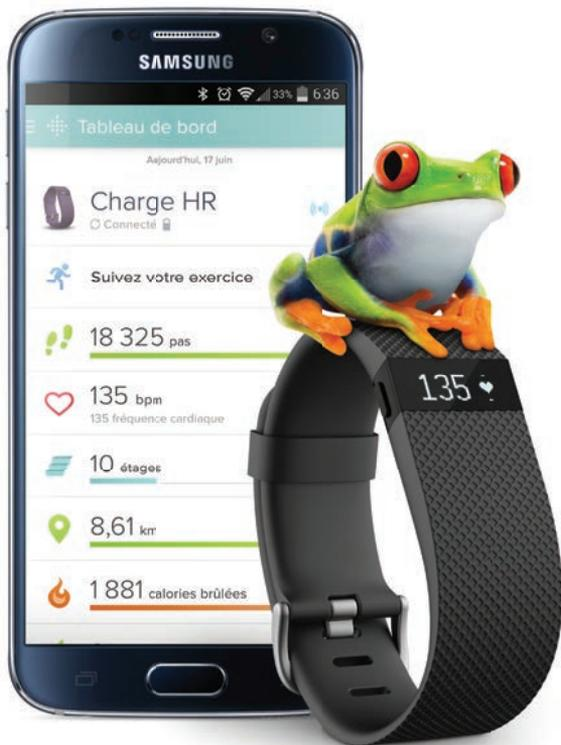 SAMSUNG
33% 6:36
Tableau de bord
Aujourd'hui, 17 juin
Charge HR
Connecté
Suivez votre exercice
18 325 pas
135 bpm
135 fréquence cardiaque
10 étages
8,61 km
1 881 calories brûlées
135